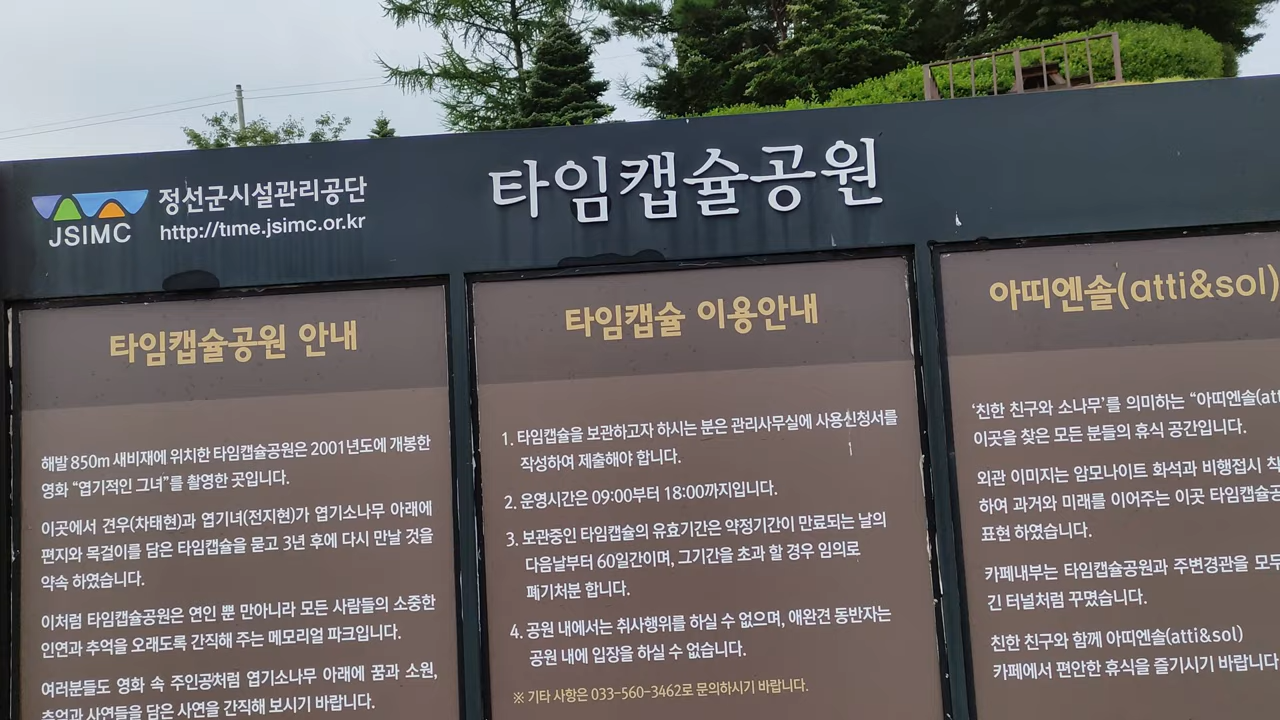 정선군시설관리공단
JSIMC
http://time.jsimc.or.kr
타임캡슐공원
타임캡슐공원 안내
해발 850m 새비재에 위치한 타임캡슐공원은 2001년도에 개봉한
영화 “엽기적인 그녀”를 촬영한 곳입니다.
이곳에서 견우(차태현)과 엽기녀(전지현)가 엽기소나무 아래에
편지와 목걸이를 담은 타임캡슐을 묻고 3년 후에 다시 만날 것을
약속 하였습니다.
이처럼 타임캡슐공원은 연인 뿐 만아니라 모든 사람들의 소중한
인연과 추억을 오래도록 간직해 주는 메모리얼 파크입니다.
여러분들도 영화 속 주인공처럼 엽기소나무 아래에 꿈과 소원,
추억과 사연들을 담은 사연을 간직해 보시기 바랍니다.
타임캡슐 이용안내
1. 타임캡슐을 보관하고자 하시는 분은 관리사무실에 사용신청서를
작성하여 제출해야 합니다.
2. 운영시간은 09:00부터 18:00까지입니다.
3. 보관중인 타임캡슐의 유효기간은 약정기간이 만료되는 날의
다음날부터 60일간이며, 그기간을 초과 할 경우 임의로
폐기처분 합니다.
4. 공원 내에서는 취사행위를 하실 수 없으며, 애완견 동반자는
공원 내에 입장을 하실 수 없습니다.
※ 기타 사항은 033-560-3462로 문의하시기 바랍니다.
아띠엔솔(atti&sol)
‘친한 친구와 소나무’를 의미하는 “아띠엔솔(att
이곳을 찾은 모든 분들의 휴식 공간입니다.
외관 이미지는 암모나이트 화석과 비행접시 착
하여 과거와 미래를 이어주는 이곳 타임캡슐공
표현 하였습니다.
카페내부는 타임캡슐공원과 주변경관을 모두
긴 터널처럼 꾸몄습니다.
친한 친구와 함께 아띠엔솔(atti&sol)
카페에서 편안한 휴식을 즐기시기 바랍니다